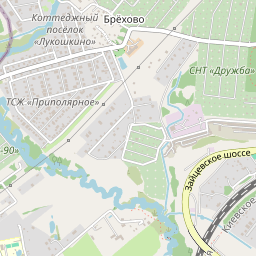 Брёхово
Коттеджный
посёлок
«Лукошкино»
СНТ «Дружба»
ТСЖ «Приполярное»
-90»
Зайцевское шоссе
Киевское